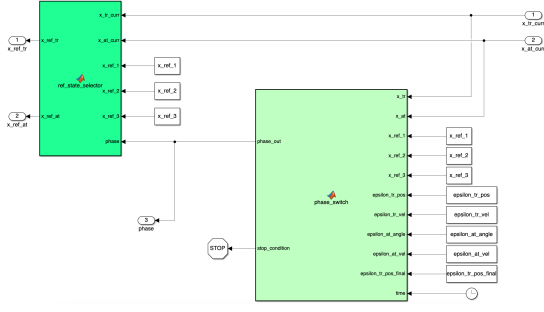 x_tr_curr
1
x_tr_curr
1
x_ref_tr
x_ref_tr
x_at_curr
2
x_at_curr
x_ref_1
x_ref_1
ref_state_selector
x_ref_2
x_ref_2
2
x_ref_at
x_ref_at
x_ref_3
x_ref_3
phase
x_tr
x_at
phase_out
x_ref_1
x_ref_1
x_ref_2
x_ref_2
x_ref_3
x_ref_3
phase_switch
epsilon_tr_pos
epsilon_tr_pos
epsilon_tr_vel
epsilon_tr_vel
3
phase
epsilon_at_angle
epsilon_at_angle
STOP
stop_condition
epsilon_at_vel
epsilon_at_vel
epsilon_tr_pos_final
epsilon_tr_pos_final
time